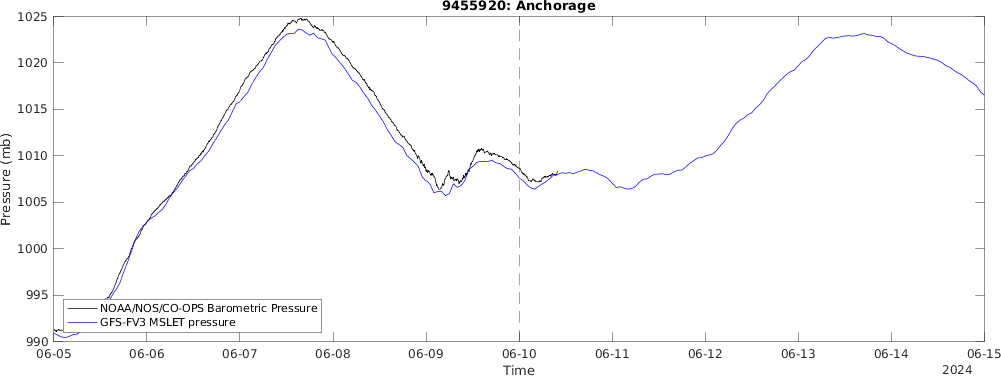 9455920: Anchorage
1025
1020
1015
1010
1005
1000
995
990
Pressure (mb)
NOAA/NOS/CO-OPS Barometric Pressure
GFS-FV3 MSLET pressure
06-05 06-06 06-07 06-08 06-09 06-10 06-11 06-12 06-13 06-14 06-15
Time
2024